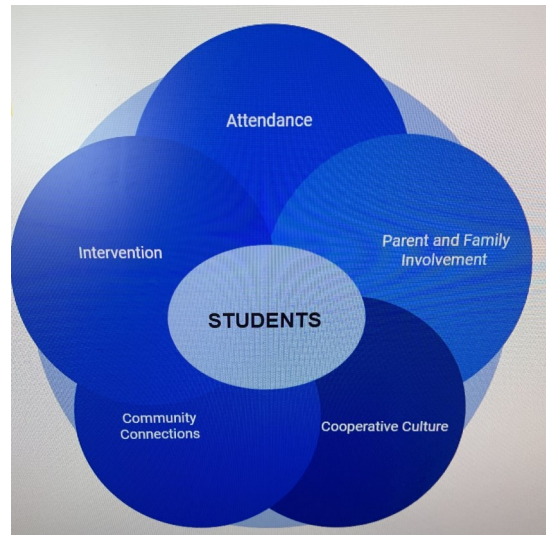 Attendance
Parent and Family
Involvement
Intervention
STUDENTS
Community
Connections
Cooperative Culture